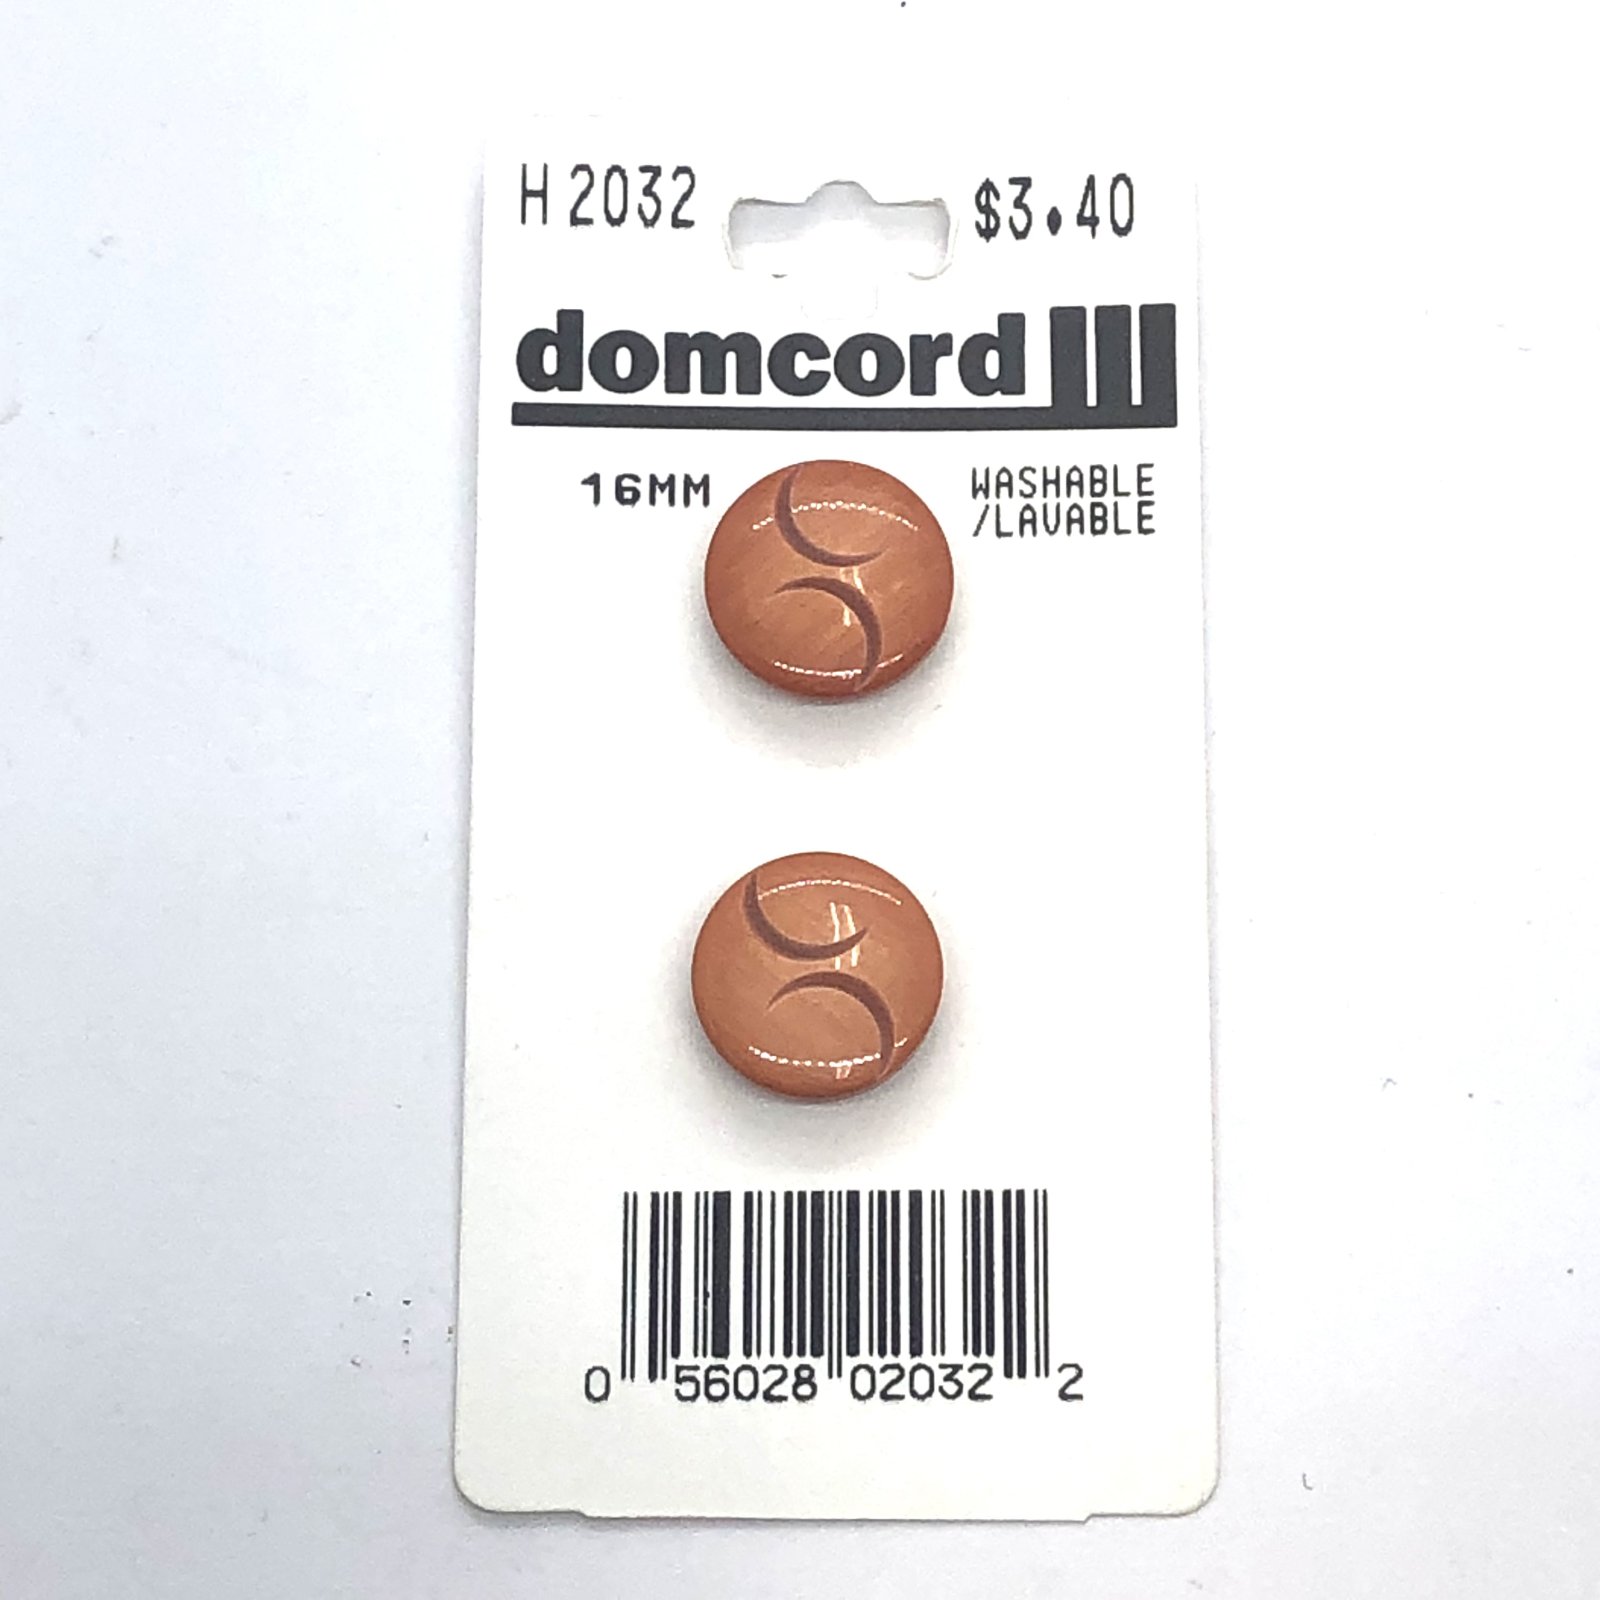 H 2032 $3.40
domcord
16MM WASHABLE
/LAVABLE
0 56028 02032 2